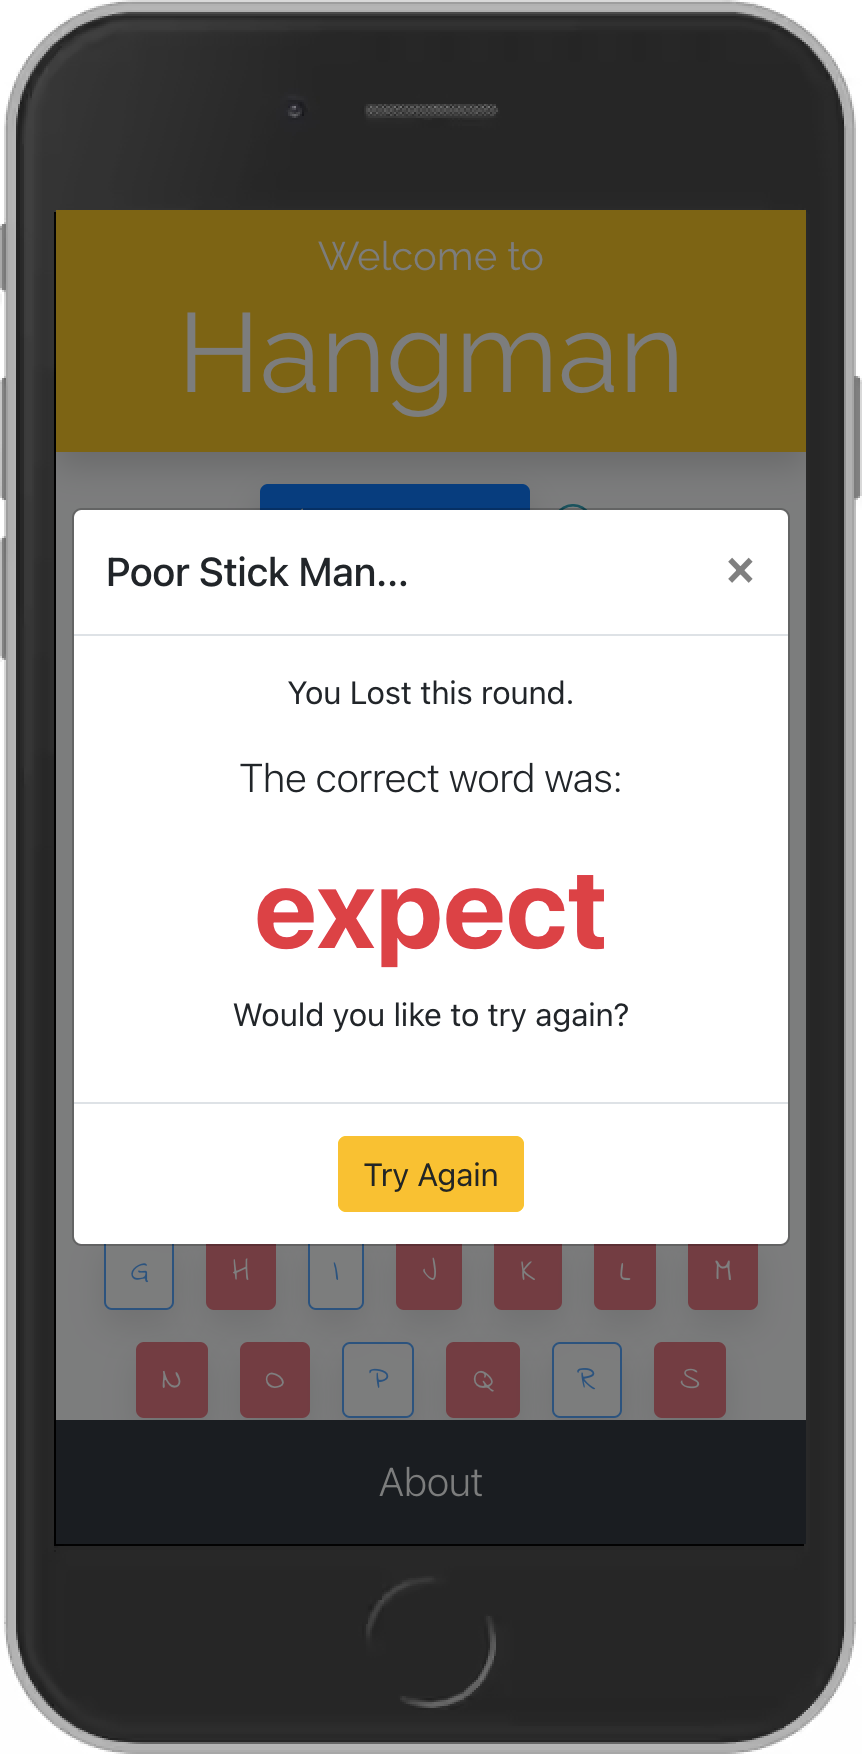 Welcome to
Hangman
Poor Stick Man...
×
You Lost this round.
The correct word was:
expect
Would you like to try again?
Try Again
G H I J K L M
N O P Q R S
About